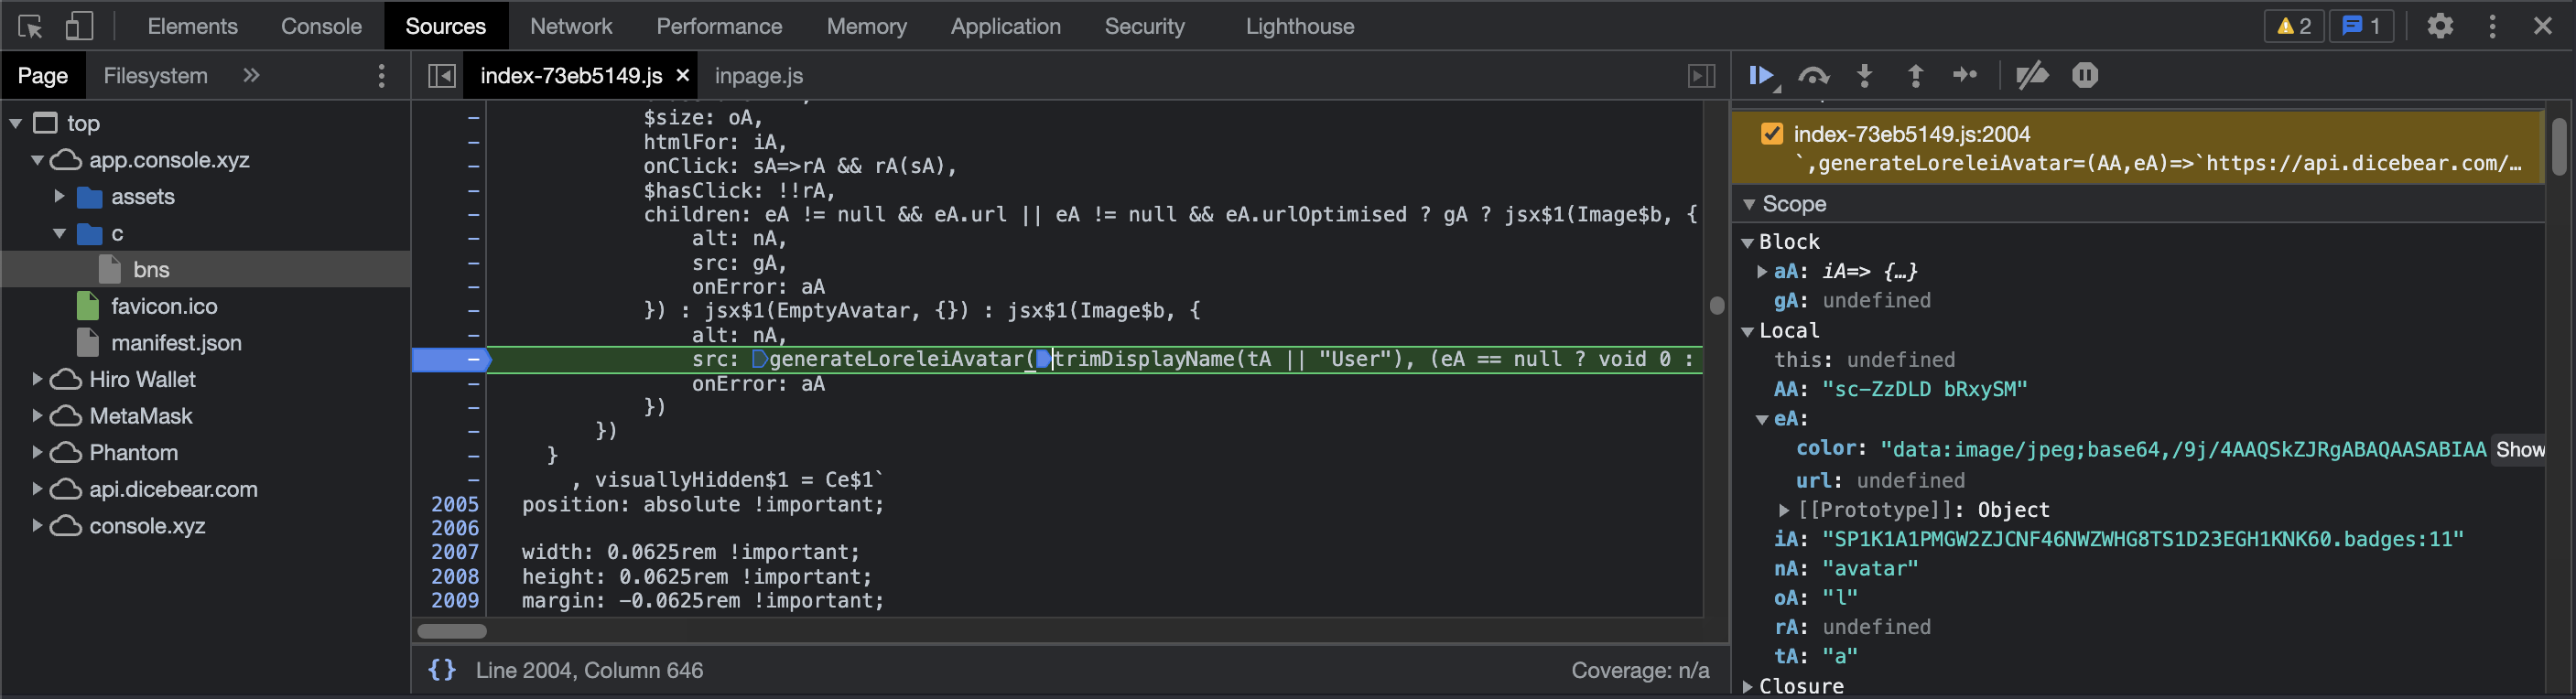 Elements Console Sources Network Performance Memory Application Security Lighthouse 2 1
Page Filesystem »
index-73eb5149.js × inpage.js
top
app.console.xyz
assets
c
bns
favicon.ico
manifest.json
Hiro Wallet
MetaMask
Phantom
api.dicebear.com
console.xyz
– $size: oA,
– htmlFor: iA,
– onClick: sA=>rA && rA(sA),
– $hasClick: !!rA,
– children: eA != null && eA.url || eA != null && eA.urlOptimised ? gA ? jsx$1(Image$b, {
– alt: nA,
– src: gA,
– onError: aA
– }) : jsx$1(EmptyAvatar, {}) : jsx$1(Image$b, {
– alt: nA,
– src: generateLoreleiAvatar(trimDisplayName(tA || "User"), (eA == null ? void 0 :
– onError: aA
– })
– })
– }
– , visuallyHidden$1 = Ce$1`
2005 position: absolute !important;
2006
2007 width: 0.0625rem !important;
2008 height: 0.0625rem !important;
2009 margin: -0.0625rem !important;
{} Line 2004, Column 646 Coverage: n/a
index-73eb5149.js:2004
`,generateLoreleiAvatar=(AA,eA)=>`https://api.dicebear.com/…
Scope
Block
aA: iA=> {…}
gA: undefined
Local
this: undefined
AA: "sc-ZzDLD bRxySM"
eA:
color: "data:image/jpeg;base64,/9j/4AAQSkZJRgABAQAASABIAA Show
url: undefined
[[Prototype]]: Object
iA: "SP1K1A1PMGW2ZJCNF46NWZWHG8TS1D23EGH1KNK60.badges:11"
nA: "avatar"
oA: "l"
rA: undefined
tA: "a"
Closure